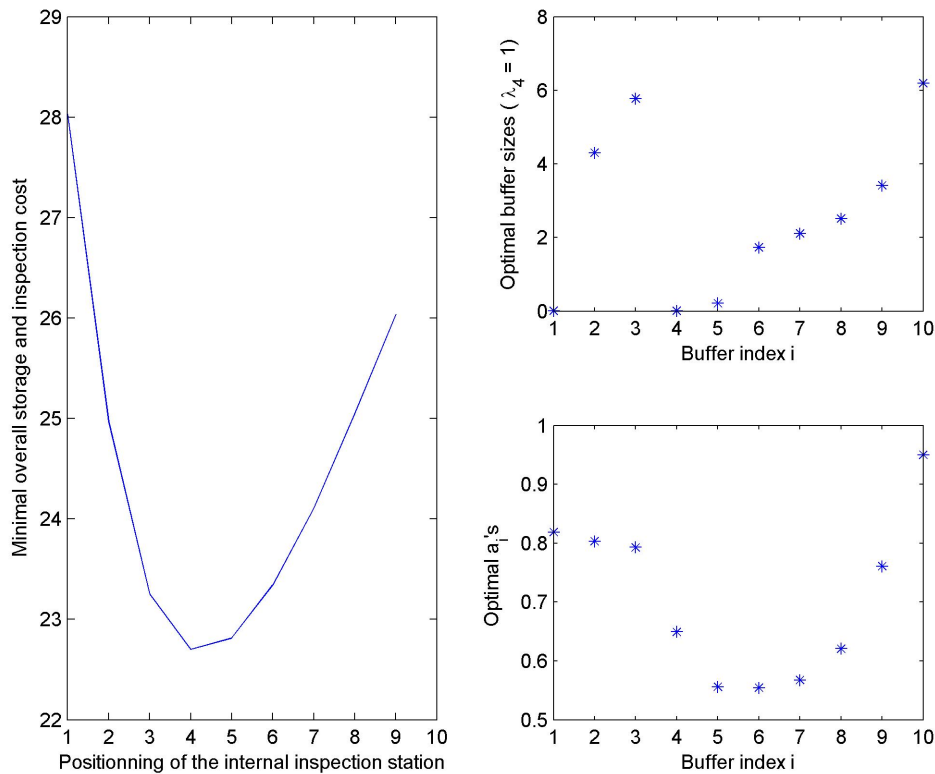 29
28
27
26
25
24
23
22
Minimal overall storage and inspection cost
1 2 3 4 5 6 7 8 9 10
Positionning of the internal inspection station
8
6
4
2
0
Optimal buffer sizes ( λ₄ = 1)
1 2 3 4 5 6 7 8 9 10
Buffer index i
1
0.9
0.8
0.7
0.6
0.5
Optimal aᵢ's
1 2 3 4 5 6 7 8 9 10
Buffer index i